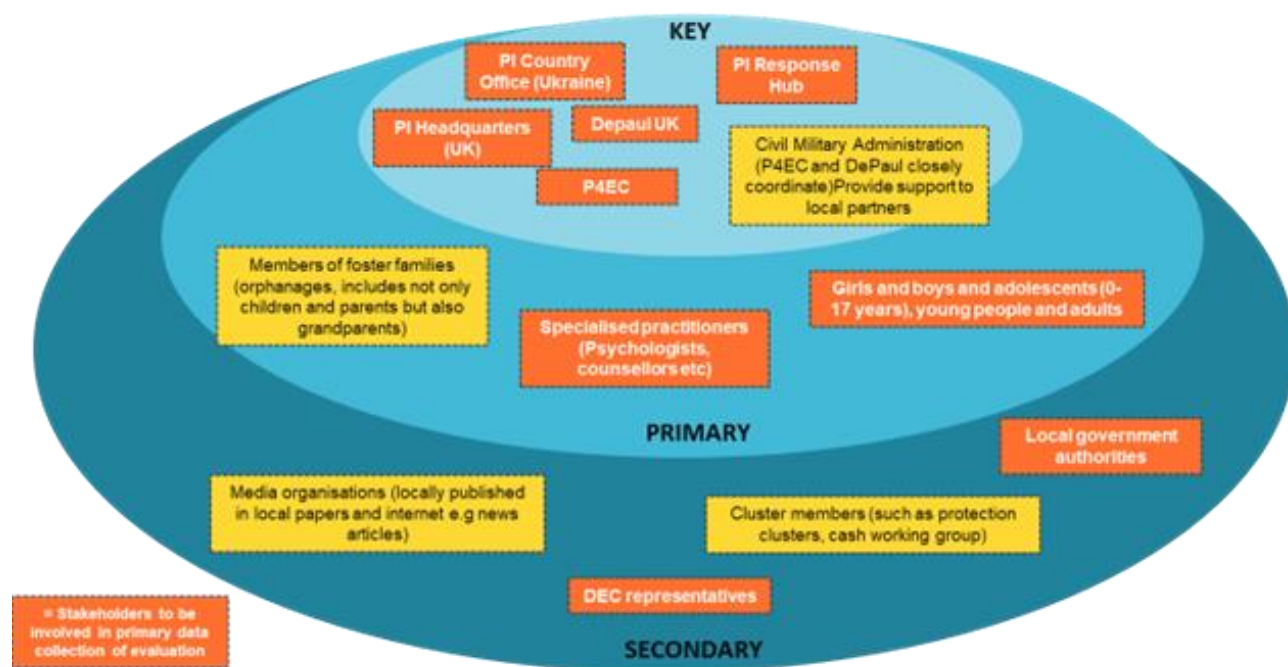 KEY
PI Country
Office (Ukraine)
PI Response
Hub
PI Headquarters
(UK)
Depaul UK
P4EC
Civil Military Administration
(P4EC and DePaul closely
coordinate)Provide support to
local partners
Members of foster families
(orphanages, includes not only
children and parents but also
grandparents)
Specialised practitioners
(Psychologists,
counsellors etc)
Girls and boys and adolescents (0-
17 years), young people and adults
PRIMARY
Local government
authorities
Media organisations (locally published
in local papers and internet e.g news
articles)
Cluster members (such as protection
clusters, cash working group)
DEC representatives
= Stakeholders to be
involved in primary data
collection of evaluation
SECONDARY